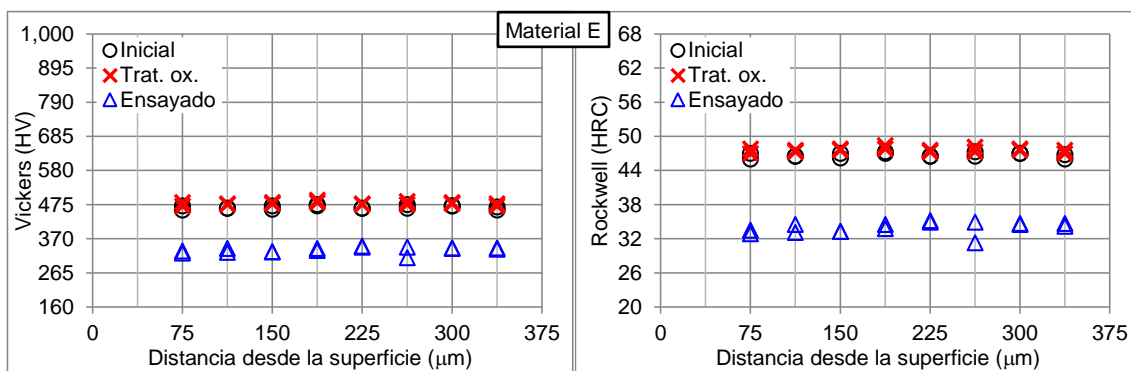 Material E
Vickers (HV)
1,000
895
790
685
580
475
370
265
160
Inicial
Trat. ox.
Ensayado
0
75
150
225
300
375
Distancia desde la superficie (μm)
Rockwell (HRC)
68
62
56
50
44
38
32
26
20
Inicial
Trat. ox.
Ensayado
0
75
150
225
300
375
Distancia desde la superficie (μm)